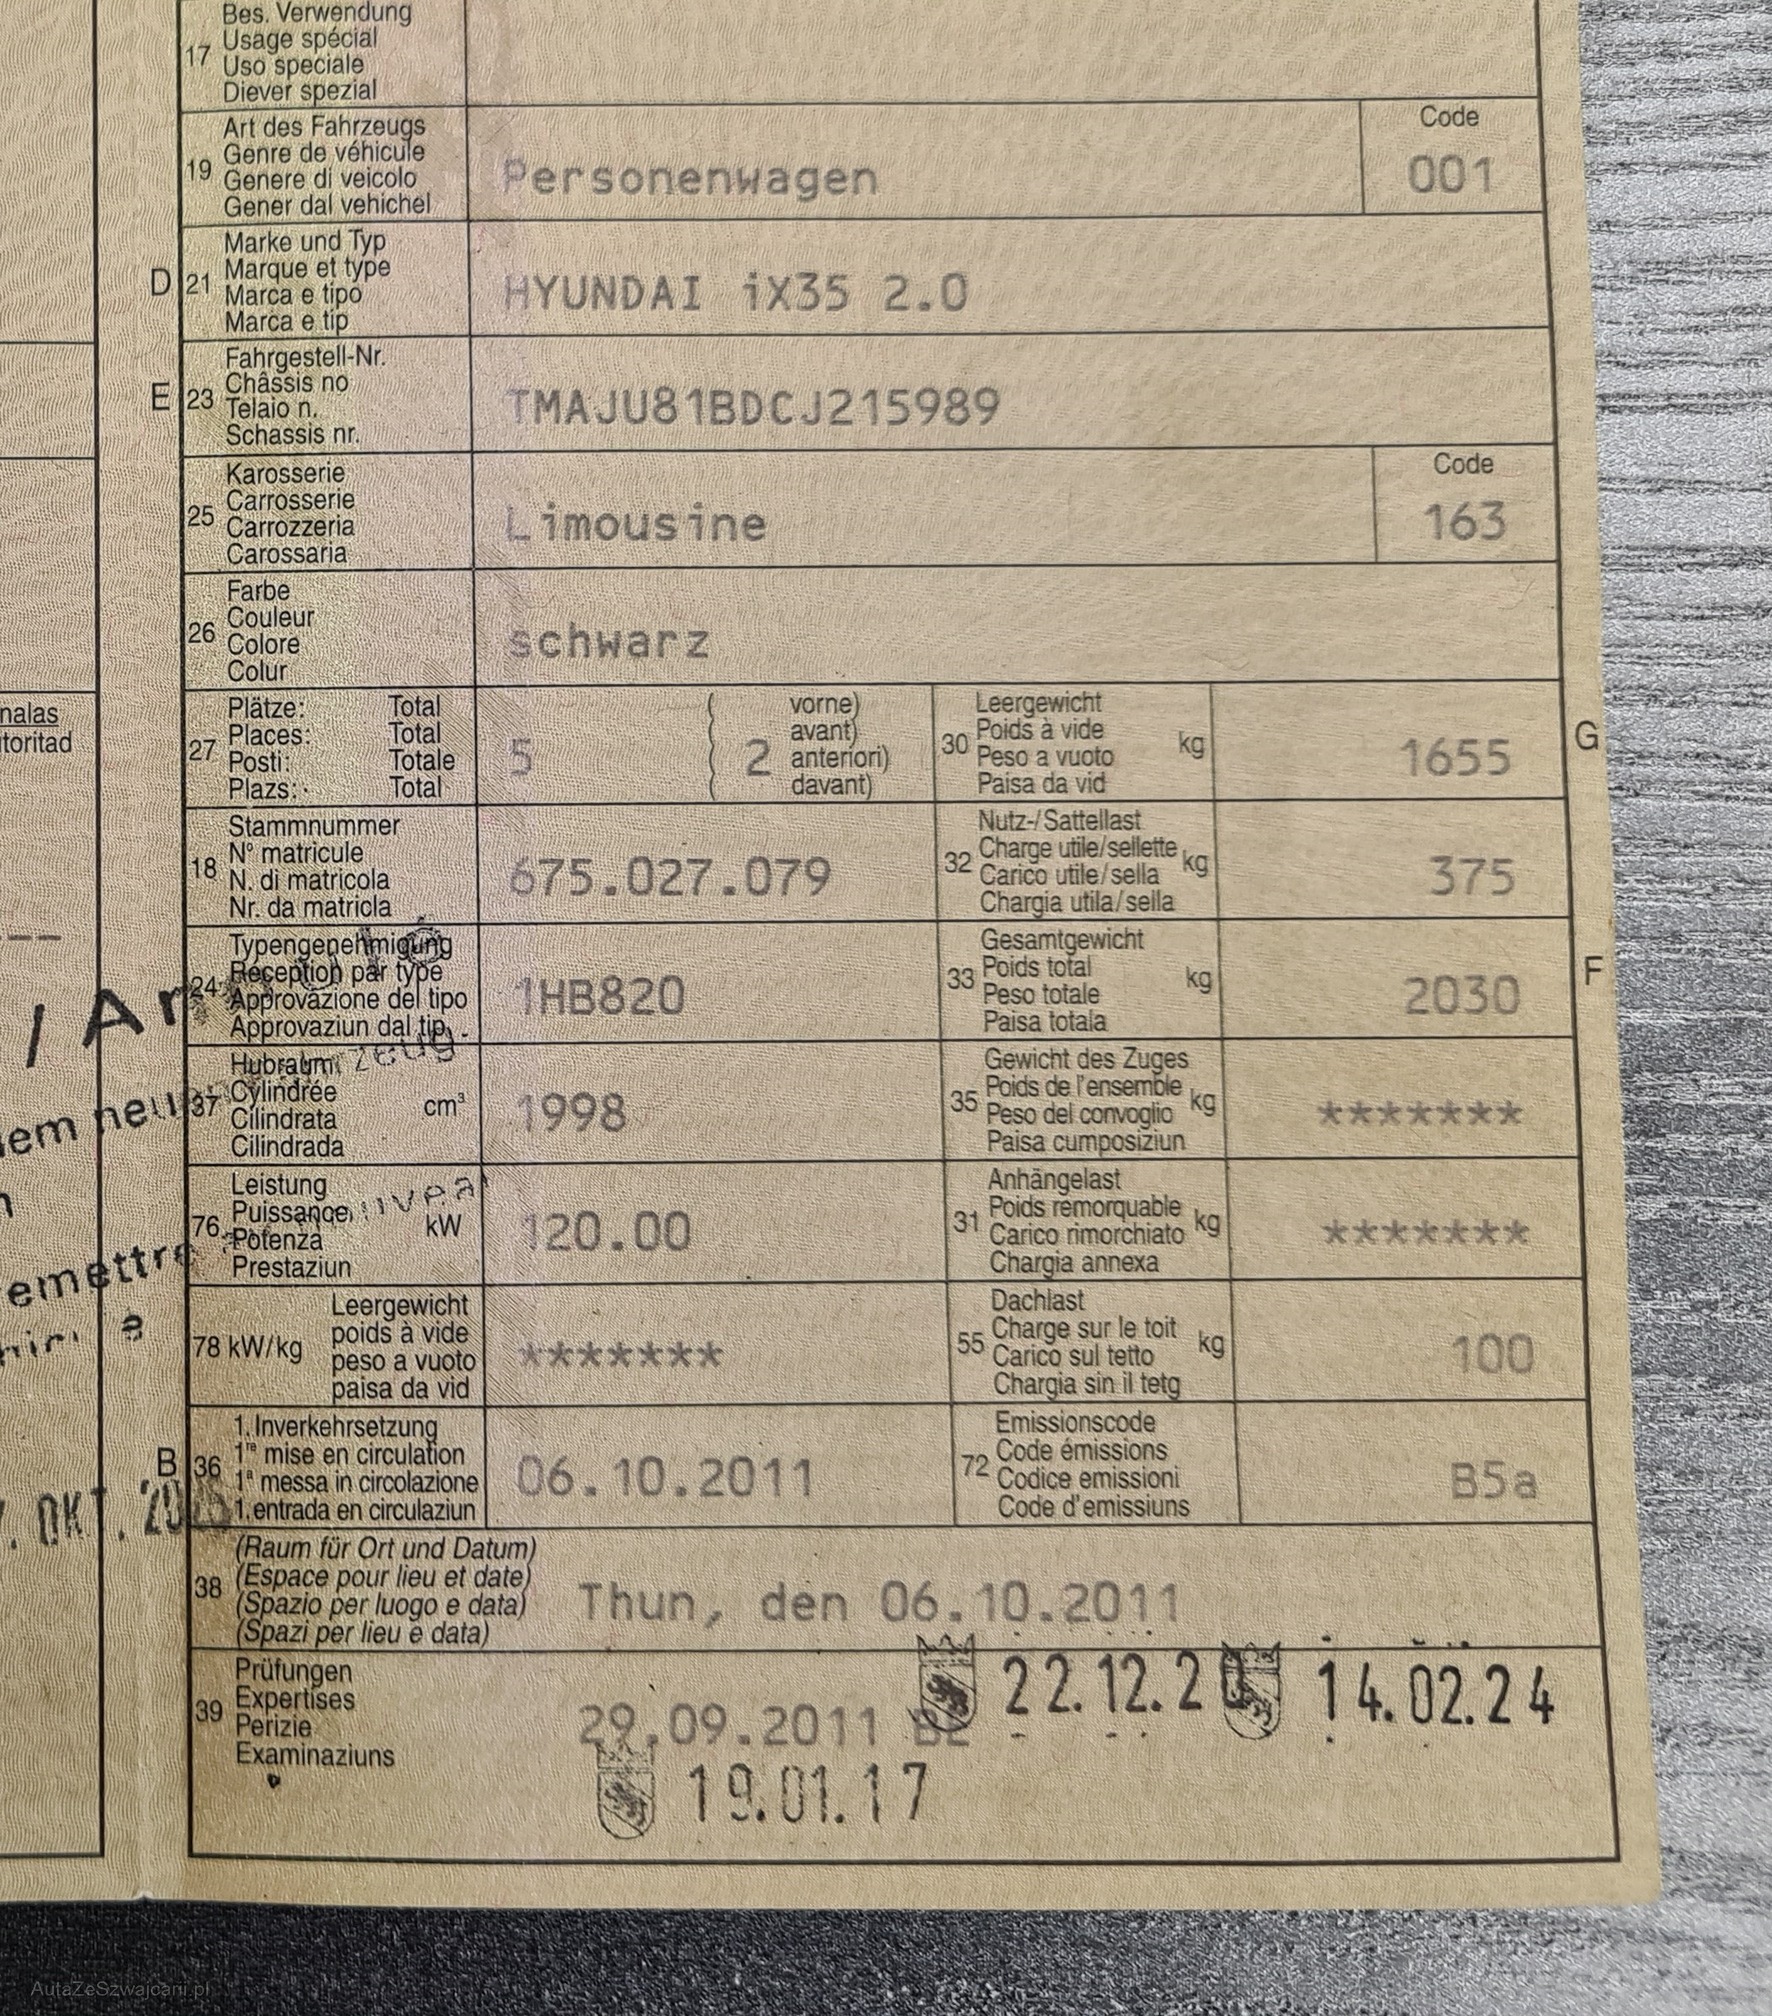 Bes. Verwendung
17 Usage spécial
Uso speciale
Diever spezial
Art des Fahrzeugs
19 Genre de véhicule
Genere di veicolo
Gener dal vehichel
Personenwagen
Code
001
D 21 Marke und Typ
Marque et type
Marca e tipo
Marca e tip
HYUNDAI iX35 2.0
E 23 Fahrgestell-Nr.
Châssis no
Telaio n.
Schassis nr.
TMAJU81BDCJ215989
25 Karosserie
Carrosserie
Carrozzeria
Carossaria
Limousine
Code
163
26 Farbe
Couleur
Colore
Colur
schwarz
27 Plätze: Total
Places: Total
Posti: Totale
Plazs: Total
5
( 2 vorne)
avant)
anteriori)
davant)
30 Leergewicht
Poids à vide
Peso a vuoto
Paisa da vid
kg
1655
G
nalas
toritad
18 Stammnummer
N° matricule
N. di matricola
Nr. da matricla
675.027.079
32 Nutz-/Sattellast
Charge utile/sellette
Carico utile/sella
Chargia utila/sella
kg
375
24 Typengenehmigung
Reception par type
Approvazione del tipo
Approvaziun dal tip
1HB820
33 Gesamtgewicht
Poids total
Peso totale
Paisa totala
kg
2030
F
37 Hubraum
Cylindrée
Cilindrata
Cilindrada
cm³
1998
35 Gewicht des Zuges
Poids de l'ensemble
Peso del convoglio
Paisa cumposiziun
kg
*******
76 Leistung
Puissance
Potenza
Prestaziun
kW
120.00
31 Anhängelast
Poids remorquable
Carico rimorchiato
Chargia annexa
kg
*******
78 kW/kg
Leergewicht
poids à vide
peso a vuoto
paisa da vid
*******
55 Dachlast
Charge sur le toit
Carico sul tetto
Chargia sin il tetg
kg
100
B 36 1. Inverkehrsetzung
1re mise en circulation
1a messa in circolazione
1. entrada en circulaziun
06.10.2011
72 Emissionscode
Code émissions
Codice emissioni
Code d'emissiuns
B5a
38 (Raum für Ort und Datum)
(Espace pour lieu et date)
(Spazio per luogo e data)
(Spazi per lieu e data)
Thun, den 06.10.2011
39 Prüfungen
Expertises
Perizie
Examinaziuns
29.09.2011 BE
22.12.20
14.02.24
19.01.17
/ An
emettre
OKT.
AutaZeSzwajcarii.pl